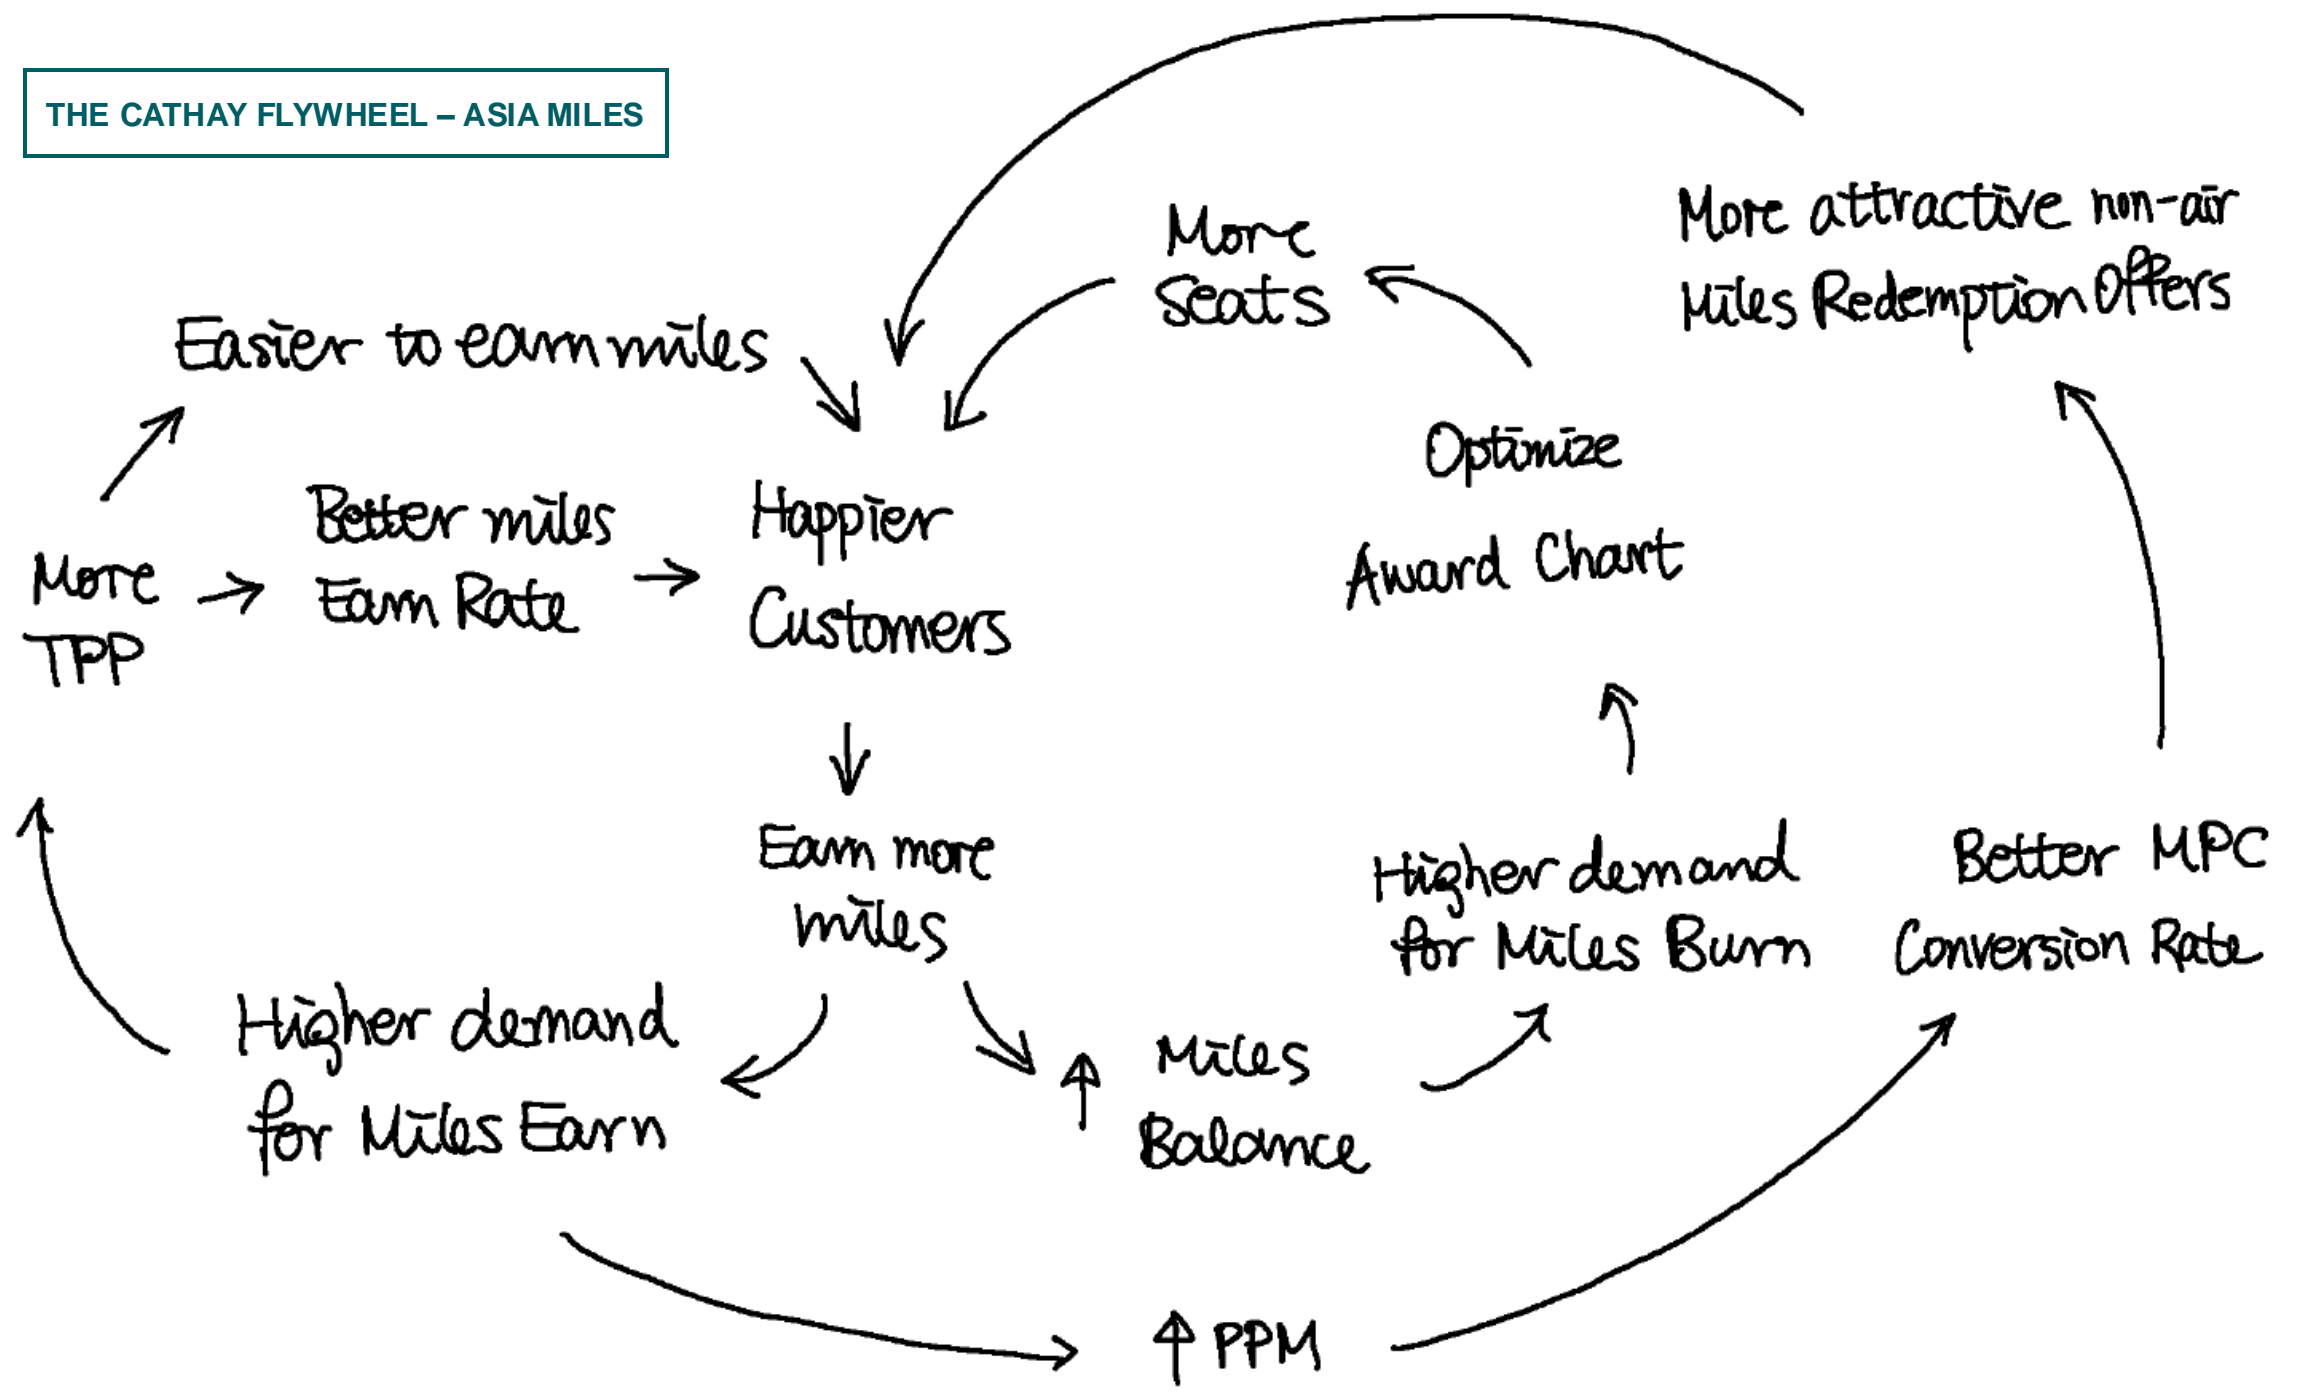 THE CATHAY FLYWHEEL – ASIA MILES
More attractive non-air
Miles Redemption Offers
More
Seats
Easier to earn miles
Optimize
Award Chart
Better miles
Earn Rate
Happier
Customers
More
TPP
Earn more
miles
Higher demand
for Miles Burn
Better MPC
Conversion Rate
Higher demand
for Miles Earn
↑ Miles
Balance
↑ PPM